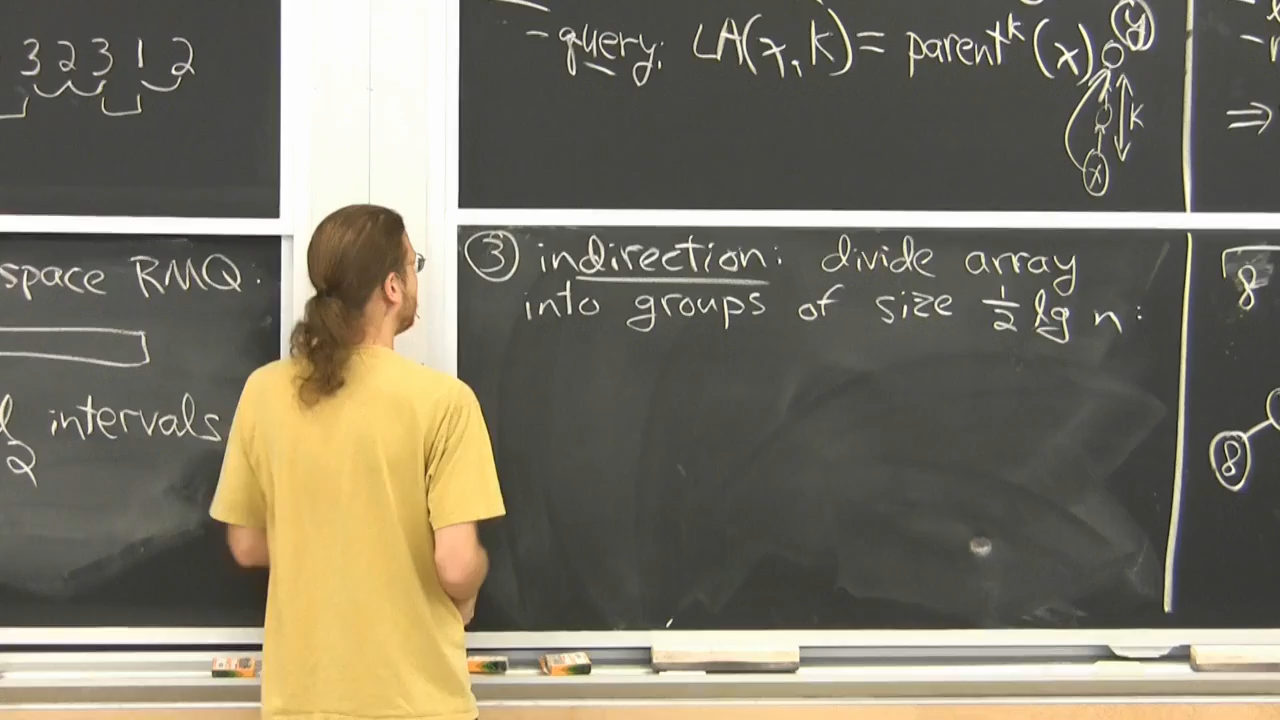 3 2 3 1 2
space RMQ:
intervals
2
- query: LA(x, k) = parentᵏ(x)
y
k
x
③ indirection: divide array
into groups of size ½ lg n:
⇒
8
8